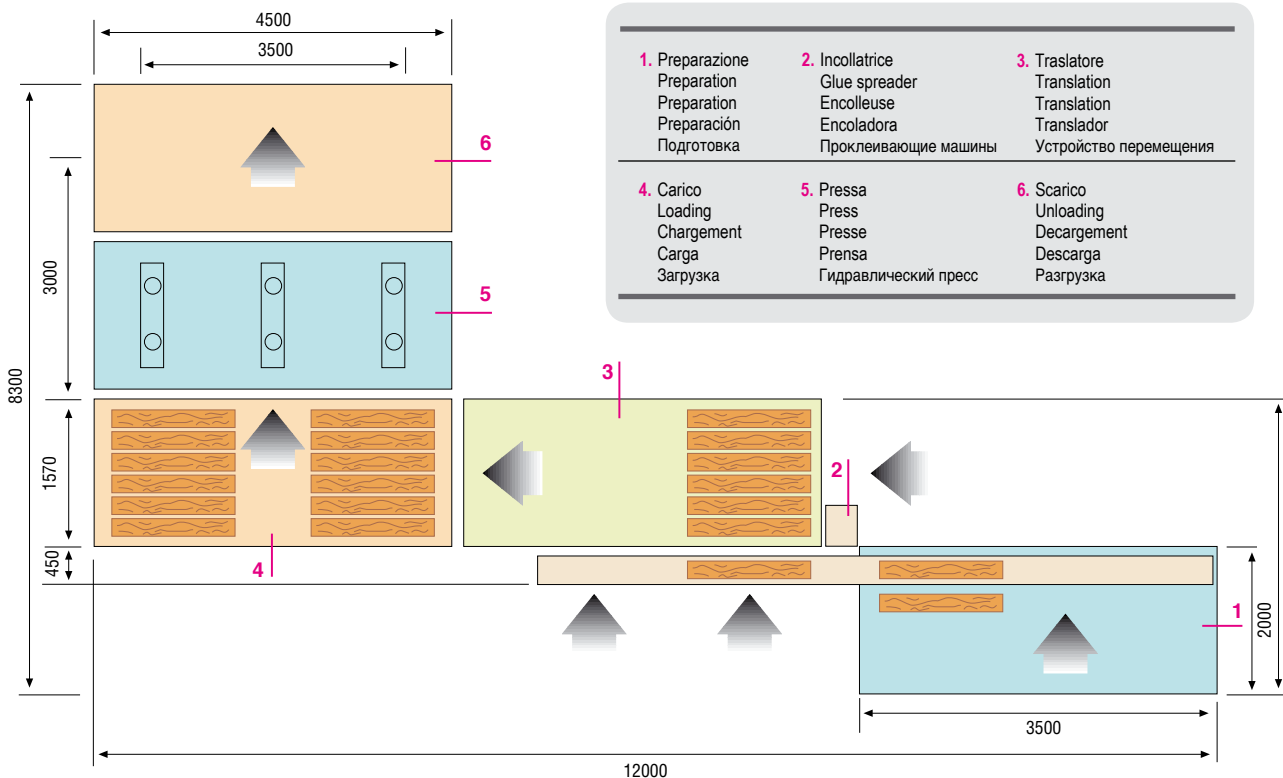 4500
3500
1. Preparazione
Preparation
Preparation
Preparación
Подготовка
2. Incollatrice
Glue spreader
Encolleuse
Encoladora
Проклеивающие машины
3. Traslatore
Translation
Translation
Translador
Устройство перемещения
4. Carico
Loading
Chargement
Carga
Загрузка
5. Pressa
Press
Presse
Prensa
Гидравлический пресс
6. Scarico
Unloading
Decargement
Descarga
Разгрузка
6
3000
5
8300
3
1570
2
450
4
1
2000
3500
12000